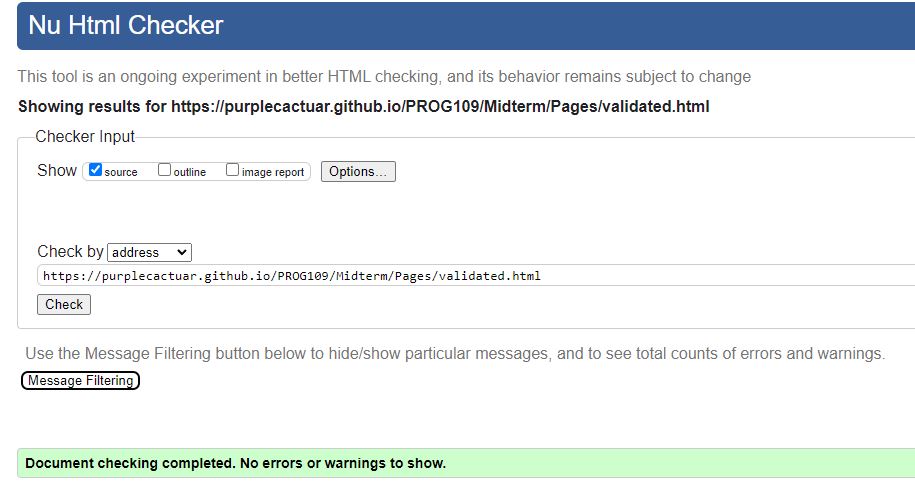 Nu Html Checker
This tool is an ongoing experiment in better HTML checking, and its behavior remains subject to change
Showing results for https://purplecactuar.github.io/PROG109/Midterm/Pages/validated.html
Checker Input
Show source outline image report Options...
Check by address
https://purplecactuar.github.io/PROG109/Midterm/Pages/validated.html
Check
Use the Message Filtering button below to hide/show particular messages, and to see total counts of errors and warnings.
Message Filtering
Document checking completed. No errors or warnings to show.